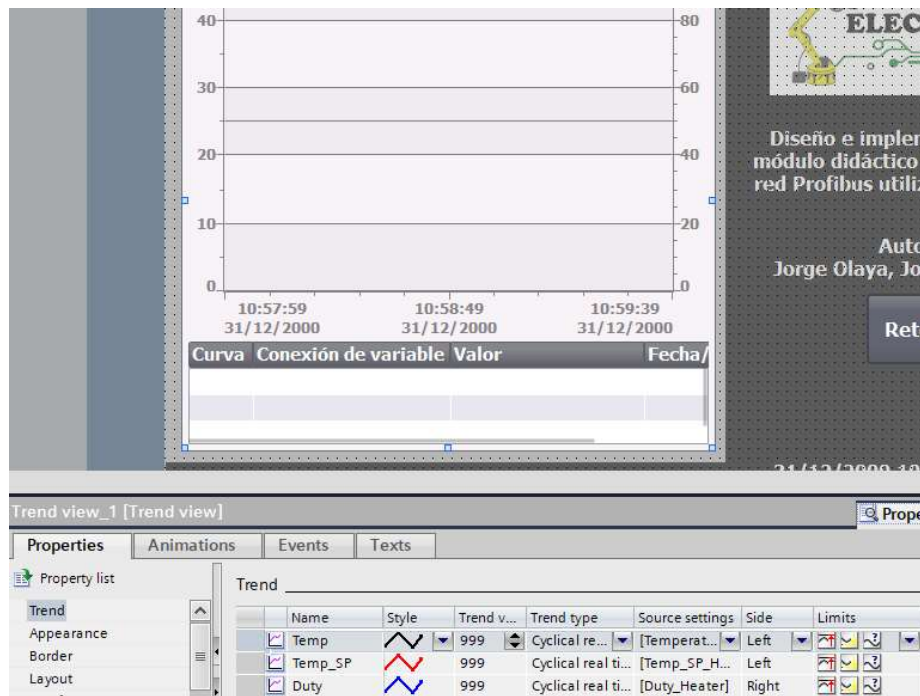 40
80
ELEC
30
60
20
40
10
20
0
0
10:57:59
10:58:49
10:59:39
31/12/2000
31/12/2000
31/12/2000
Curva Conexión de variable Valor Fecha/
Diseño e implem
módulo didáctico
red Profibus utiliz
Auto
Jorge Olaya, Jo
Ret
31/12/2000
Trend view_1 [Trend view]
Prope
Properties Animations Events Texts
Property list
Trend
Appearance
Border
Layout
Trend
Name Style Trend v... Trend type Source settings Side Limits
Temp 999 Cyclical re... [Temperat... Left
Temp_SP 999 Cyclical real ti... [Temp_SP_H... Left
Duty 999 Cyclical real ti... [Duty_Heater] Right